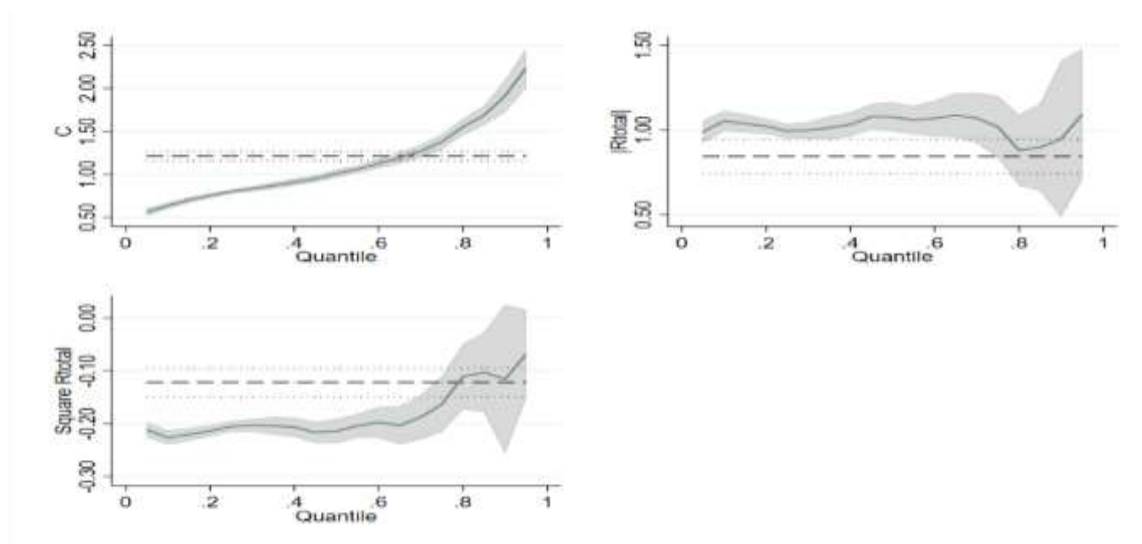 2.50
2.00
C
1.50
1.00
0.50
0 .2 .4 .6 .8 1
Quantile
1.50
|Rtotal|
1.00
0.50
0 .2 .4 .6 .8 1
Quantile
0.00
-0.10
Square Rtotal
-0.20
-0.30
0 .2 .4 .6 .8 1
Quantile